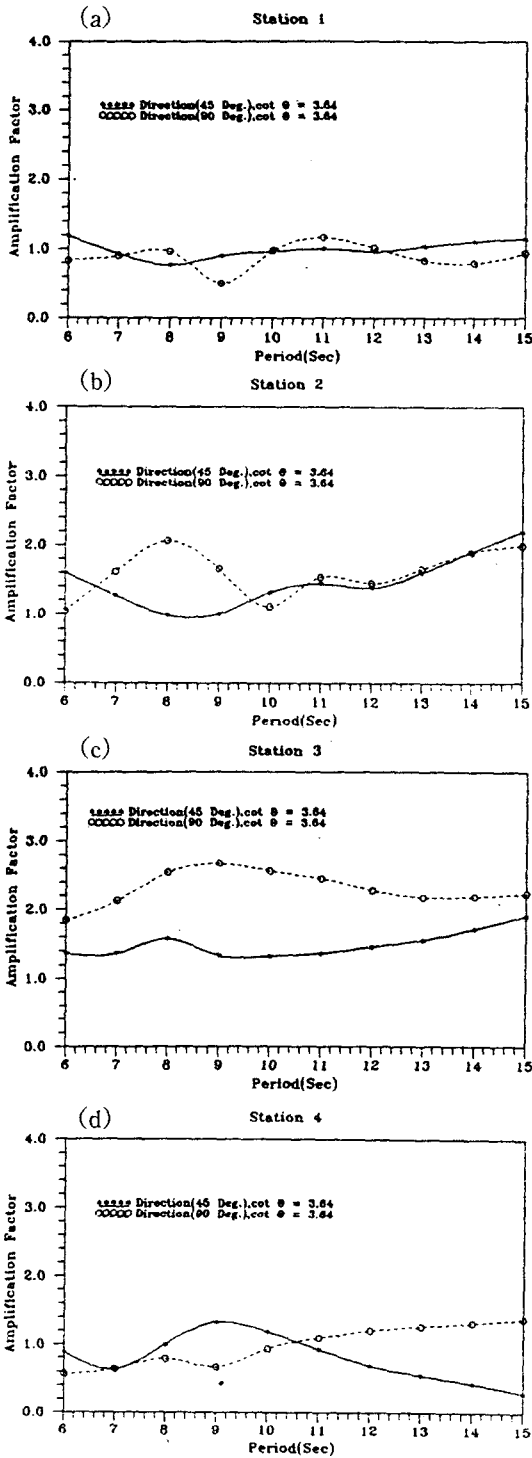 (a)
Station 1
4.0
3.0
2.0
1.0
0.0
Amplification Factor
Direction(45 Deg.),cot θ = 3.64
Direction(90 Deg.),cot θ = 3.64
6 7 8 9 10 11 12 13 14 15
Period(Sec)
(b)
Station 2
4.0
3.0
2.0
1.0
0.0
Amplification Factor
Direction(45 Deg.),cot θ = 3.64
Direction(90 Deg.),cot θ = 3.64
6 7 8 9 10 11 12 13 14 15
Period(Sec)
(c)
Station 3
4.0
3.0
2.0
1.0
0.0
Amplification Factor
Direction(45 Deg.),cot θ = 3.64
Direction(90 Deg.),cot θ = 3.64
6 7 8 9 10 11 12 13 14 15
Period(Sec)
(d)
Station 4
4.0
3.0
2.0
1.0
0.0
Amplification Factor
Direction(45 Deg.),cot θ = 3.64
Direction(90 Deg.),cot θ = 3.64
6 7 8 9 10 11 12 13 14 15
Period(Sec)